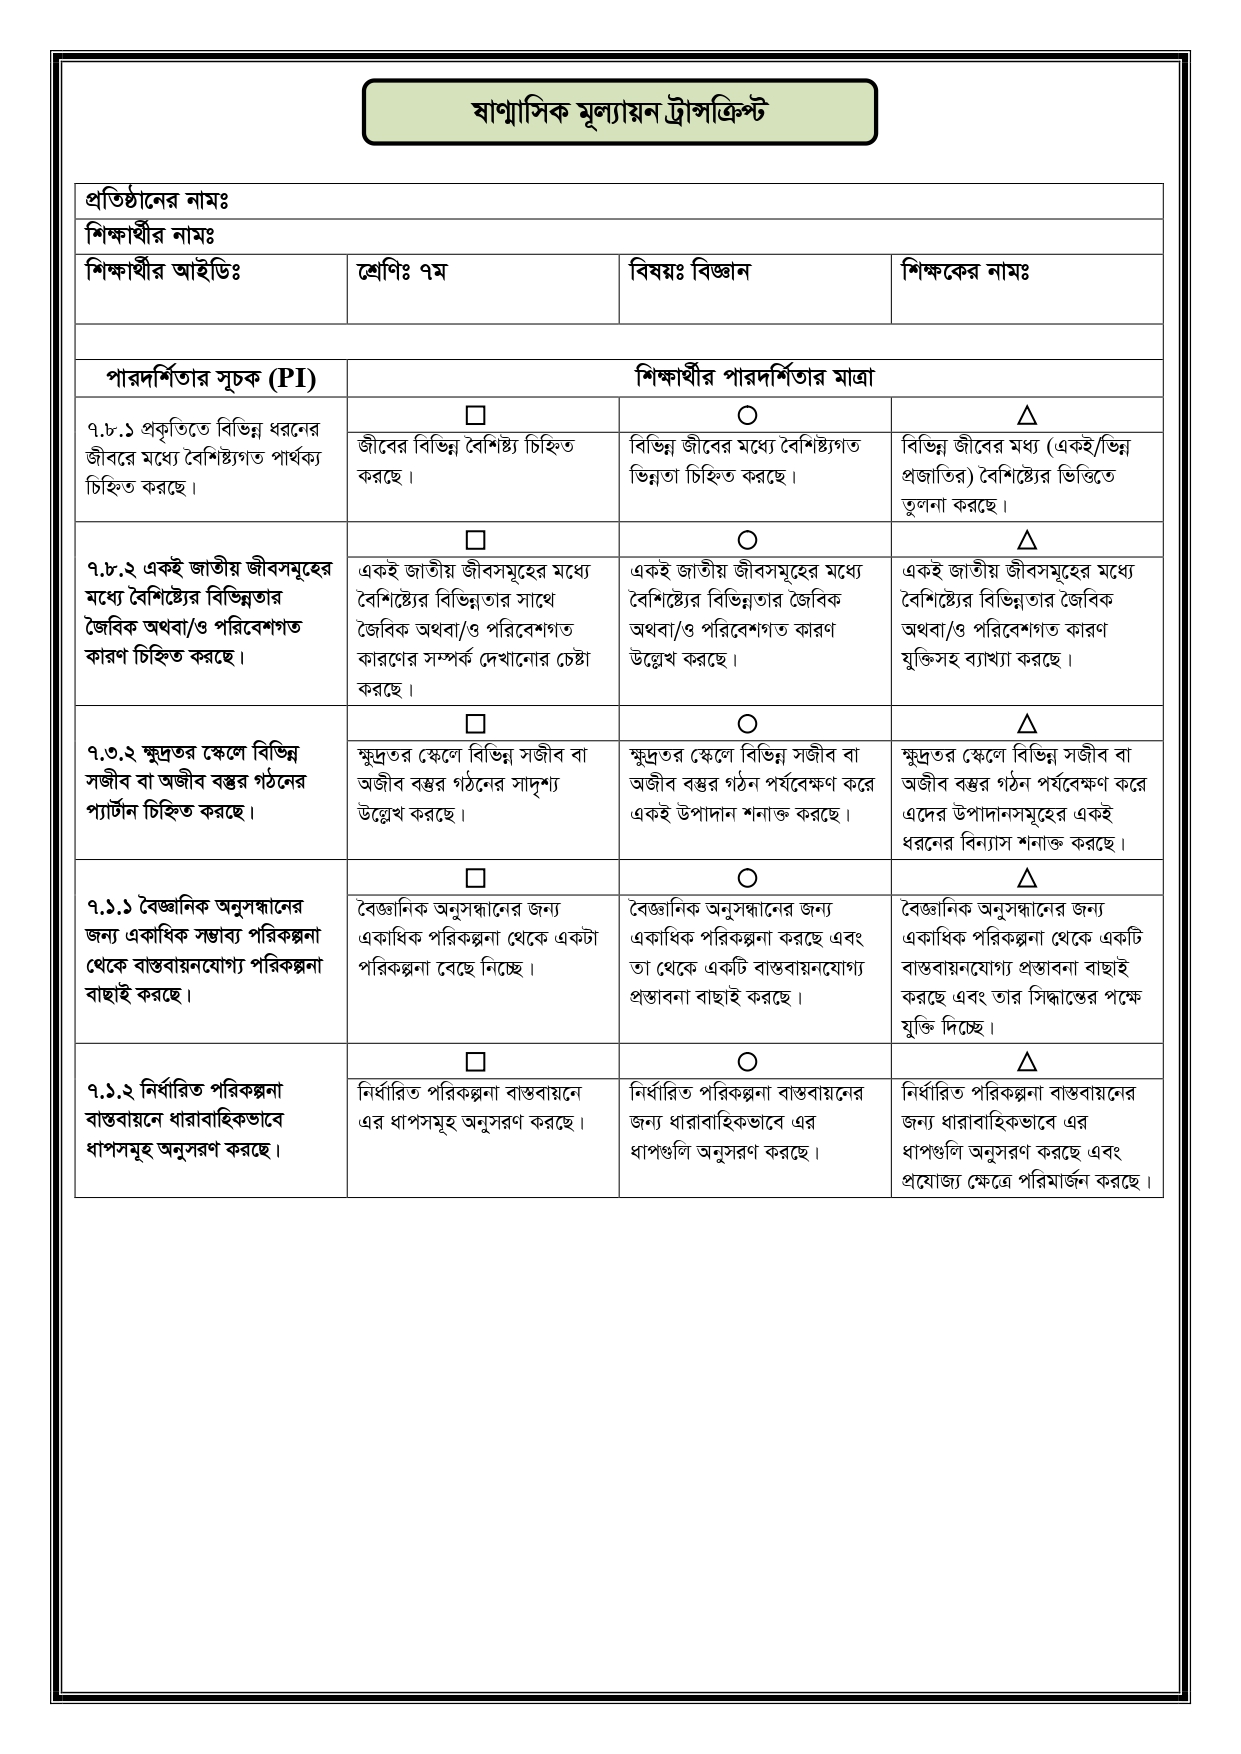 ষাণ্মাসিক মূল্যায়ন ট্রান্সক্রিপ্ট
প্রতিষ্ঠানের নামঃ
শিক্ষার্থীর নামঃ
শিক্ষার্থীর আইডিঃ শ্রেণিঃ ৭ম বিষয়ঃ বিজ্ঞান শিক্ষকের নামঃ
পারদর্শিতার সূচক (PI) শিক্ষার্থীর পারদর্শিতার মাত্রা
৭.৮.১ প্রকৃতিতে বিভিন্ন ধরনের
জীবরে মধ্যে বৈশিষ্ট্যগত পার্থক্য
চিহ্নিত করছে।
□ ○ △
জীবের বিভিন্ন বৈশিষ্ট্য চিহ্নিত
করছে।
বিভিন্ন জীবের মধ্যে বৈশিষ্ট্যগত
ভিন্নতা চিহ্নিত করছে।
বিভিন্ন জীবের মধ্য (একই/ভিন্ন
প্রজাতির) বৈশিষ্ট্যের ভিত্তিতে
তুলনা করছে।
৭.৮.২ একই জাতীয় জীবসমূহের
মধ্যে বৈশিষ্ট্যের বিভিন্নতার
জৈবিক অথবা/ও পরিবেশগত
কারণ চিহ্নিত করছে।
□ ○ △
একই জাতীয় জীবসমূহের মধ্যে
বৈশিষ্ট্যের বিভিন্নতার সাথে
জৈবিক অথবা/ও পরিবেশগত
কারণের সম্পর্ক দেখানোর চেষ্টা
করছে।
একই জাতীয় জীবসমূহের মধ্যে
বৈশিষ্ট্যের বিভিন্নতার জৈবিক
অথবা/ও পরিবেশগত কারণ
উল্লেখ করছে।
একই জাতীয় জীবসমূহের মধ্যে
বৈশিষ্ট্যের বিভিন্নতার জৈবিক
অথবা/ও পরিবেশগত কারণ
যুক্তিসহ ব্যাখ্যা করছে।
৭.৩.২ ক্ষুদ্রতর স্কেলে বিভিন্ন
সজীব বা অজীব বস্তুর গঠনের
প্যার্টান চিহ্নিত করছে।
□ ○ △
ক্ষুদ্রতর স্কেলে বিভিন্ন সজীব বা
অজীব বস্তুর গঠনের সাদৃশ্য
উল্লেখ করছে।
ক্ষুদ্রতর স্কেলে বিভিন্ন সজীব বা
অজীব বস্তুর গঠন পর্যবেক্ষণ করে
একই উপাদান শনাক্ত করছে।
ক্ষুদ্রতর স্কেলে বিভিন্ন সজীব বা
অজীব বস্তুর গঠন পর্যবেক্ষণ করে
এদের উপাদানসমূহের একই
ধরনের বিন্যাস শনাক্ত করছে।
৭.১.১ বৈজ্ঞানিক অনুসন্ধানের
জন্য একাধিক সম্ভাব্য পরিকল্পনা
থেকে বাস্তবায়নযোগ্য পরিকল্পনা
বাছাই করছে।
□ ○ △
বৈজ্ঞানিক অনুসন্ধানের জন্য
একাধিক পরিকল্পনা থেকে একটা
পরিকল্পনা বেছে নিচ্ছে।
বৈজ্ঞানিক অনুসন্ধানের জন্য
একাধিক পরিকল্পনা করছে এবং
তা থেকে একটি বাস্তবায়নযোগ্য
প্রস্তাবনা বাছাই করছে।
বৈজ্ঞানিক অনুসন্ধানের জন্য
একাধিক পরিকল্পনা থেকে একটি
বাস্তবায়নযোগ্য প্রস্তাবনা বাছাই
করছে এবং তার সিদ্ধান্তের পক্ষে
যুক্তি দিচ্ছে।
৭.১.২ নির্ধারিত পরিকল্পনা
বাস্তবায়নে ধারাবাহিকভাবে
ধাপসমূহ অনুসরণ করছে।
□ ○ △
নির্ধারিত পরিকল্পনা বাস্তবায়নে
এর ধাপসমূহ অনুসরণ করছে।
নির্ধারিত পরিকল্পনা বাস্তবায়নের
জন্য ধারাবাহিকভাবে এর
ধাপগুলি অনুসরণ করছে।
নির্ধারিত পরিকল্পনা বাস্তবায়নের
জন্য ধারাবাহিকভাবে এর
ধাপগুলি অনুসরণ করছে এবং
প্রযোজ্য ক্ষেত্রে পরিমার্জন করছে।